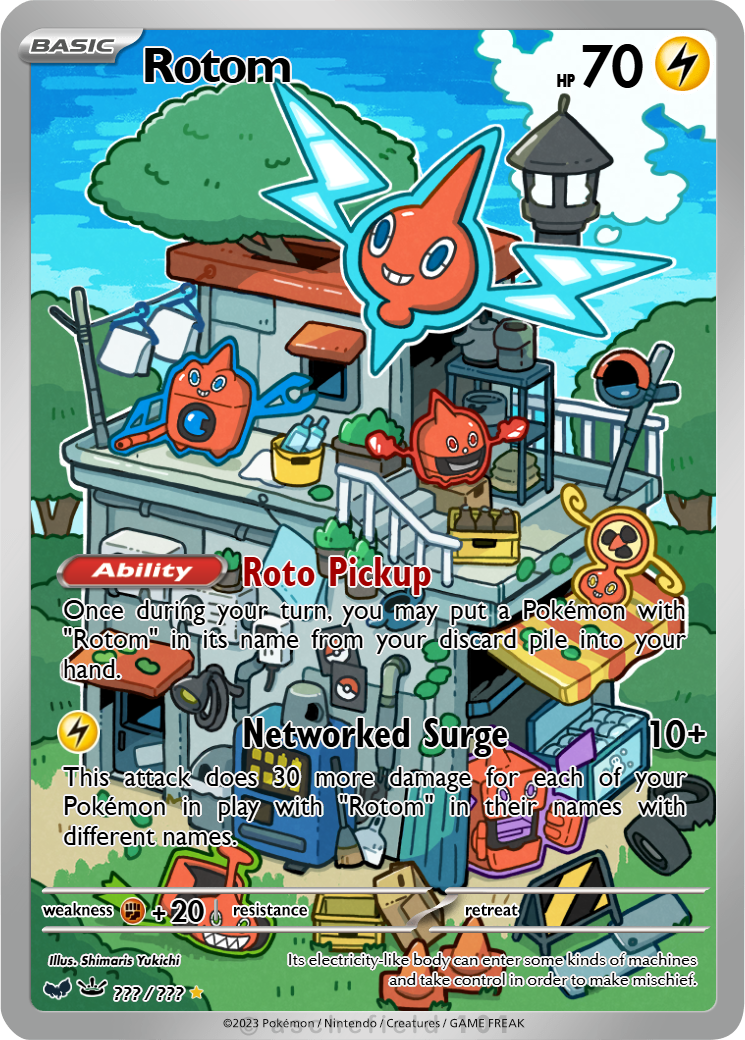 BASIC
Rotom
HP 70
Ability Roto Pickup
Once during your turn, you may put a Pokémon with
"Rotom" in its name from your discard pile into your
hand.
Networked Surge 10+
This attack does 30 more damage for each of your
Pokémon in play with "Rotom" in their names with
different names.
weakness +20 resistance retreat
Illus. Shimaris Yukichi
Its electricity-like body can enter some kinds of machines
and take control in order to make mischief.
??? / ???
©2023 Pokémon / Nintendo / Creatures / GAME FREAK